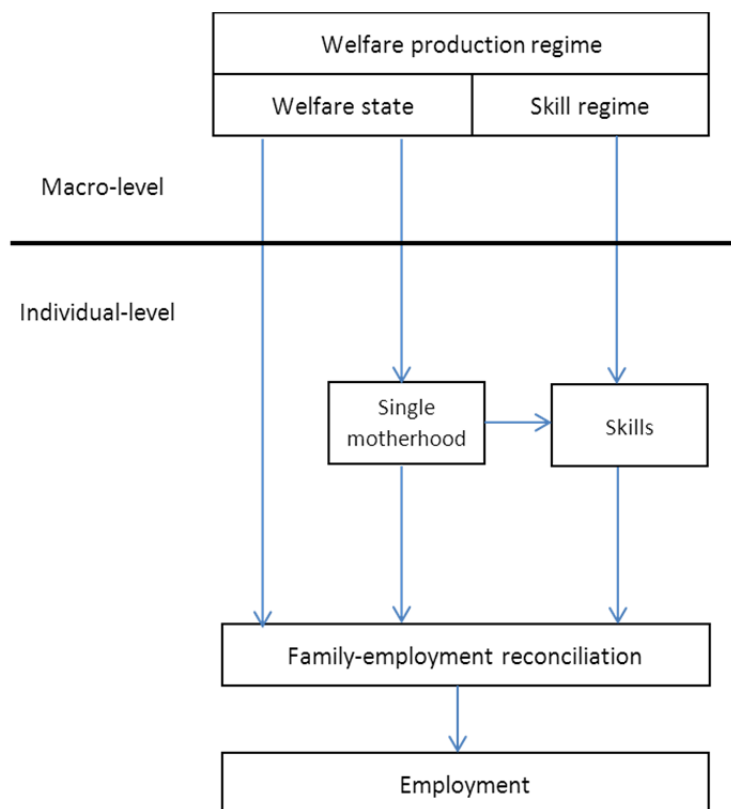 Welfare production regime
Welfare state
Skill regime
Macro-level
Individual-level
Single
motherhood
Skills
Family-employment reconciliation
Employment